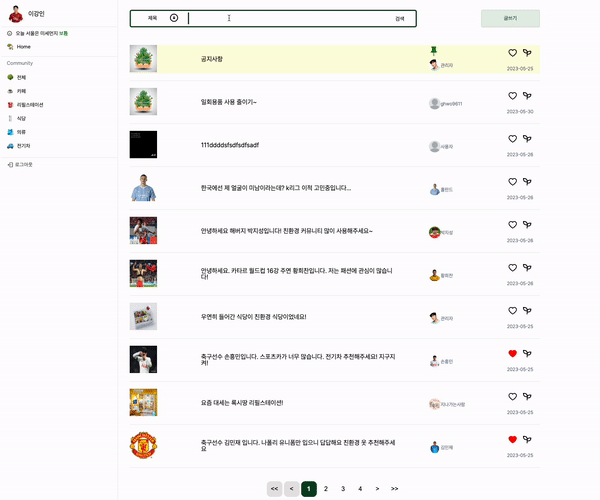 이강인
오늘 서울은 미세먼지 보통
Home
Community
전체
카페
리필스테이션
식당
의류
전기차
로그아웃
제목
검색
글쓰기
공지사항
관리자
2023-05-25
일회용품 사용 줄이기~
ghwo9611
2023-05-30
111ddddsfsdfsdfsadf
사용자
2023-05-26
한국에선 제 얼굴이 미남이라는데? k리그 이적 고민중입니다...
홀란드
2023-05-26
안녕하세요 해버지 박지성입니다! 친환경 커뮤니티 많이 사용해주세요~
박지성
2023-05-26
안녕하세요. 카타르 월드컵 16강 주연 황희찬입니다. 저는 패션에 관심이 많습니
다!
황희찬
2023-05-26
우연히 들어간 식당이 친환경 식당이었네요!
관리자
2023-05-25
축구선수 손흥민입니다. 스포츠카가 너무 많습니다. 전기차 추천해주세요! 지구지
켜!
손흥민
2023-05-25
요즘 대세는 록시땅 리필스테이션!
지나가는사람
2023-05-25
축구선수 김민재 입니다. 나폴리 유니폼만 입으니 답답해요 친환경 옷 추천해주세
요
김민재
2023-05-25
<< < 1 2 3 4 > >>